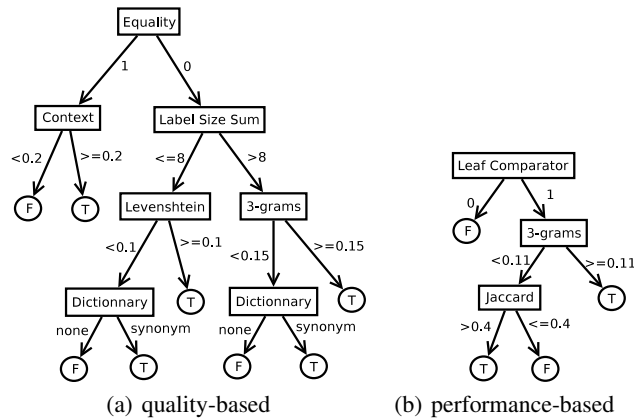 Equality
1
0
Context
Label Size Sum
<0.2
>=0.2
<=8
>8
F
T
Levenshtein
3-grams
<0.1
>=0.1
<0.15
>=0.15
Dictionnary
T
Dictionnary
T
none
synonym
none
synonym
F
T
F
T
(a) quality-based
Leaf Comparator
0
1
F
3-grams
<0.11
>=0.11
Jaccard
T
>0.4
<=0.4
T
F
(b) performance-based